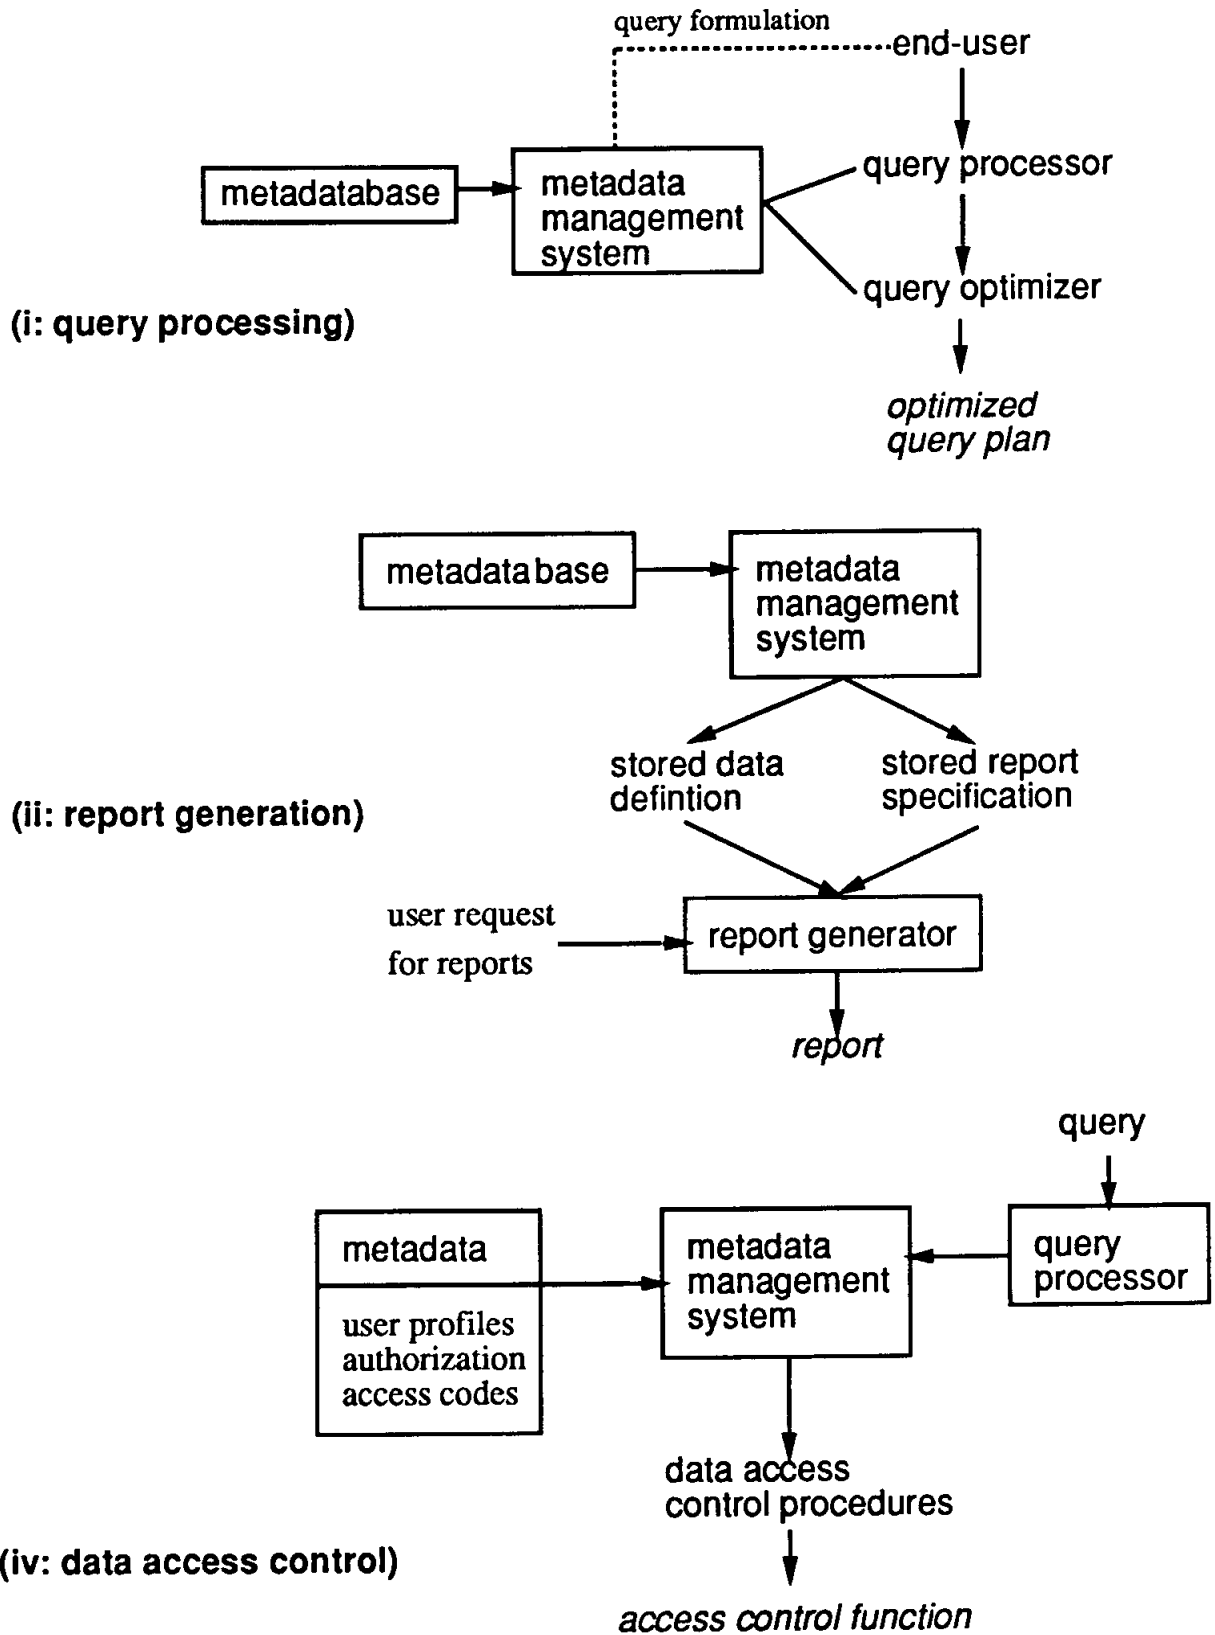 query formulation
end-user
metadatabase
metadata
management
system
query processor
query optimizer
(i: query processing)
optimized
query plan
metadatabase
metadata
management
system
stored data
defintion
stored report
specification
(ii: report generation)
user request
for reports
report generator
report
query
metadata
user profiles
authorization
access codes
metadata
management
system
query
processor
data access
control procedures
(iv: data access control)
access control function